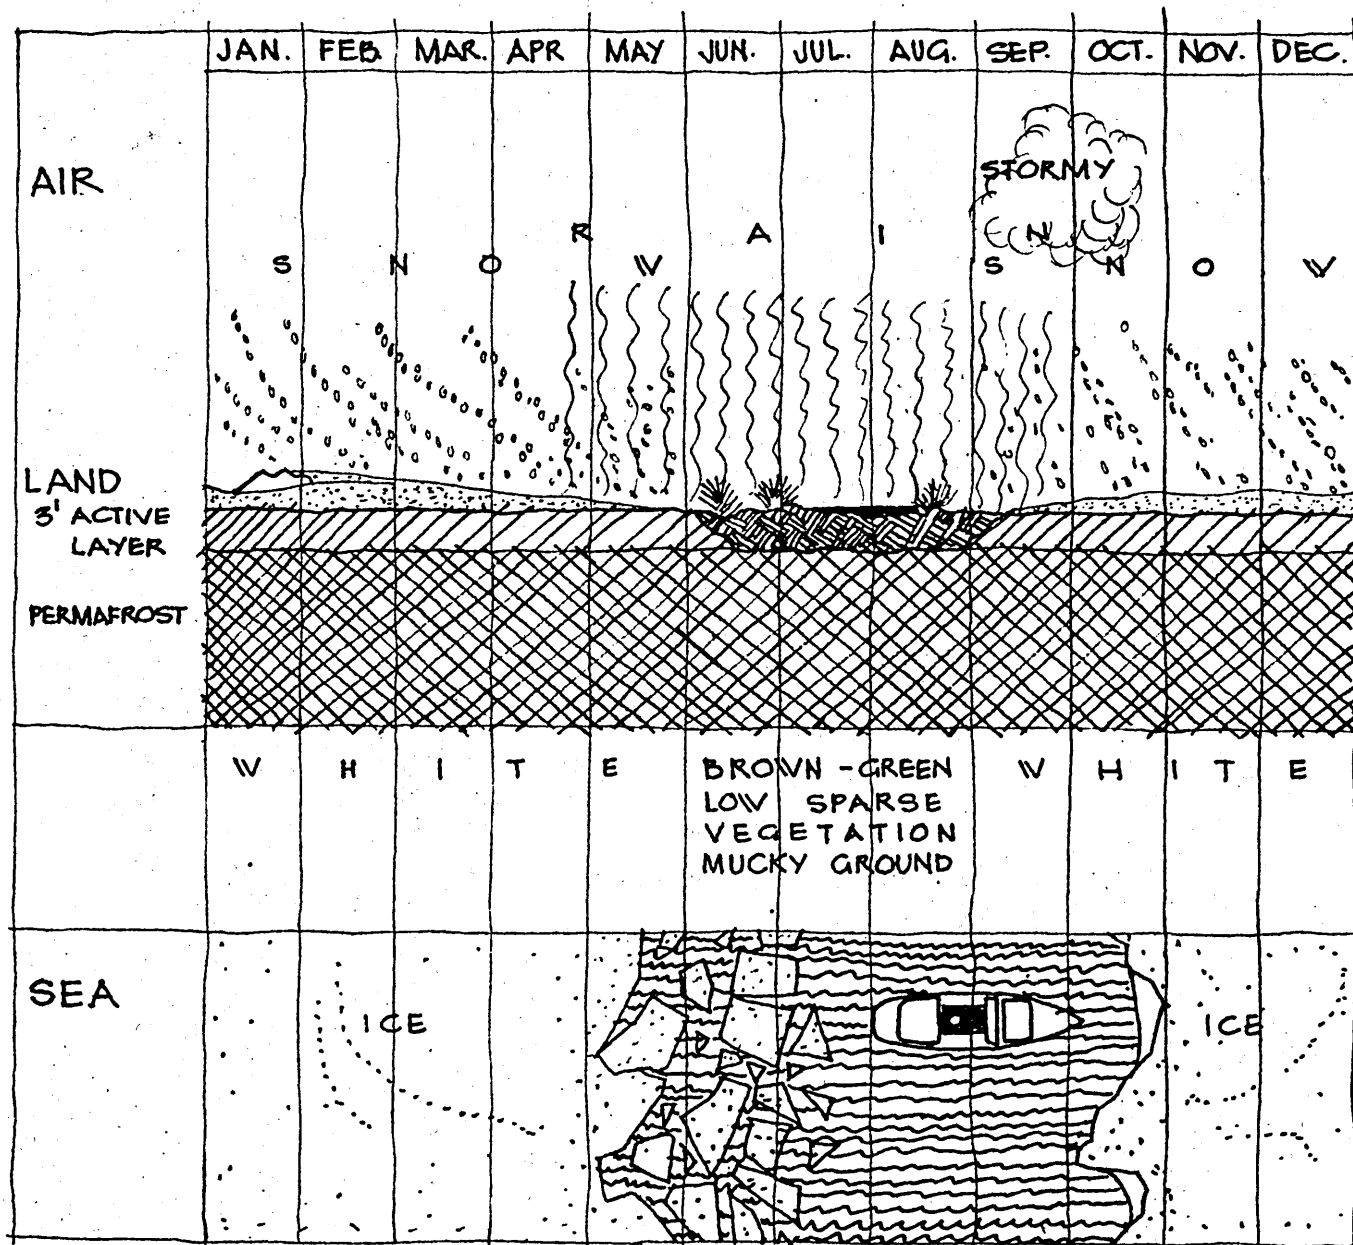 JAN. FEB. MAR. APR MAY JUN. JUL. AUG. SEP. OCT. NOV. DEC.
AIR
STORMY
R A I N
S N O W S N O W
LAND
3' ACTIVE
LAYER
PERMAFROST
W H I T E BROWN-GREEN W H I T E
LOW SPARSE
VEGETATION
MUCKY GROUND
SEA
ICE ICE